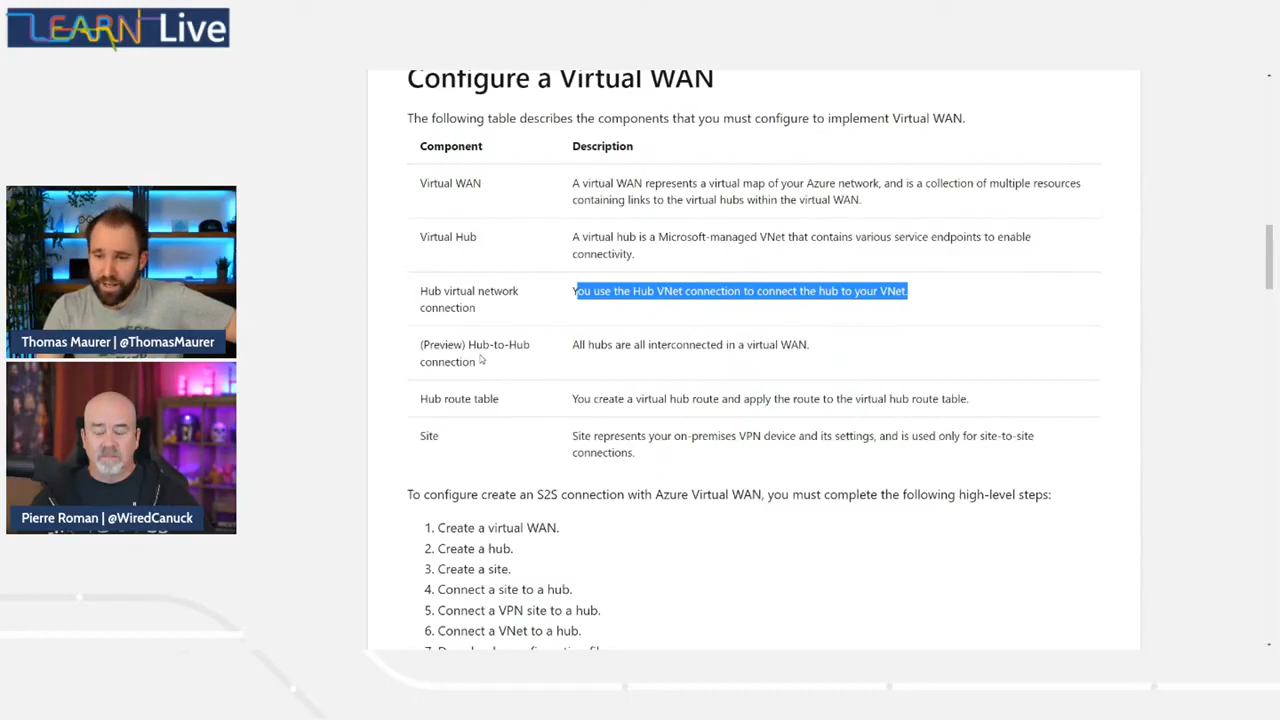 LEARN Live
Configure a Virtual WAN
The following table describes the components that you must configure to implement Virtual WAN.
Component Description
Virtual WAN A virtual WAN represents a virtual map of your Azure network, and is a collection of multiple resources
containing links to the virtual hubs within the virtual WAN.
Virtual Hub A virtual hub is a Microsoft-managed VNet that contains various service endpoints to enable
connectivity.
Hub virtual network You use the Hub VNet connection to connect the hub to your VNet.
connection
(Preview) Hub-to-Hub All hubs are all interconnected in a virtual WAN.
connection
Hub route table You create a virtual hub route and apply the route to the virtual hub route table.
Site Site represents your on-premises VPN device and its settings, and is used only for site-to-site
connections.
To configure create an S2S connection with Azure Virtual WAN, you must complete the following high-level steps:
1. Create a virtual WAN.
2. Create a hub.
3. Create a site.
4. Connect a site to a hub.
5. Connect a VPN site to a hub.
6. Connect a VNet to a hub.
Thomas Maurer | @ThomasMaurer
Pierre Roman | @WiredCanuck